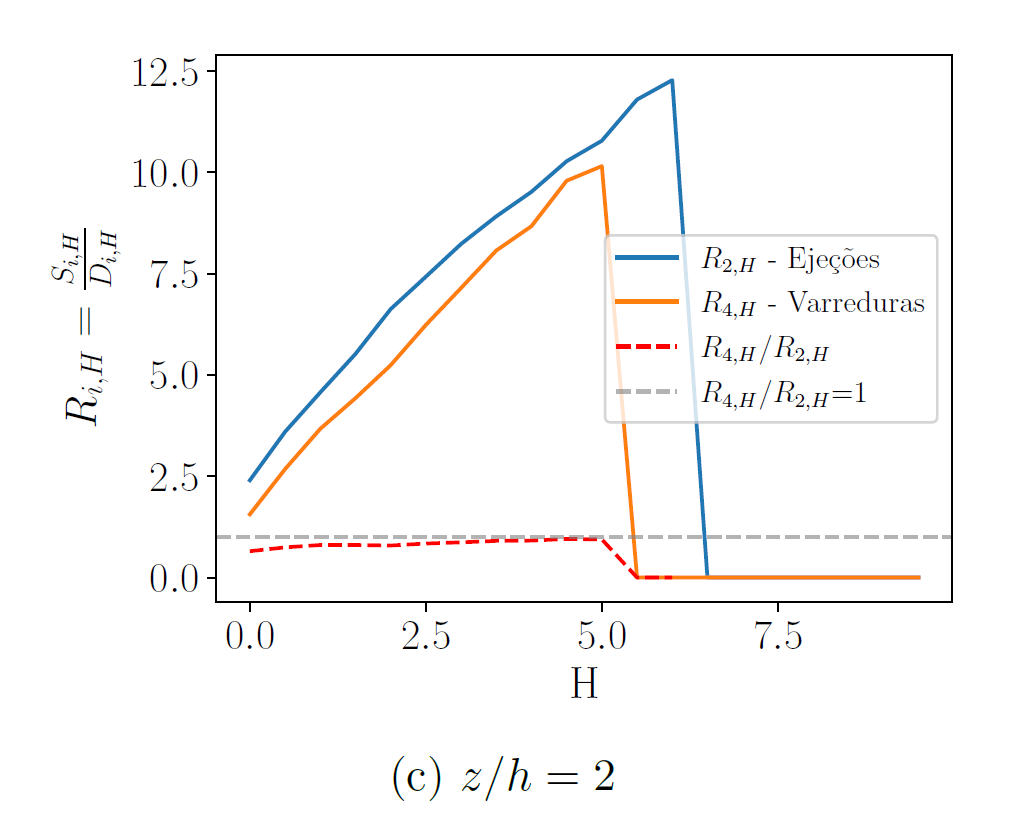 12.5
10.0
7.5
5.0
2.5
0.0
R_{i,H} = \frac{S_{i,H}}{D_{i,H}}
R_{2,H} - Ejeções
R_{4,H} - Varreduras
R_{4,H}/R_{2,H}
R_{4,H}/R_{2,H}=1
0.0 2.5 5.0 7.5
H
(c) z/h = 2